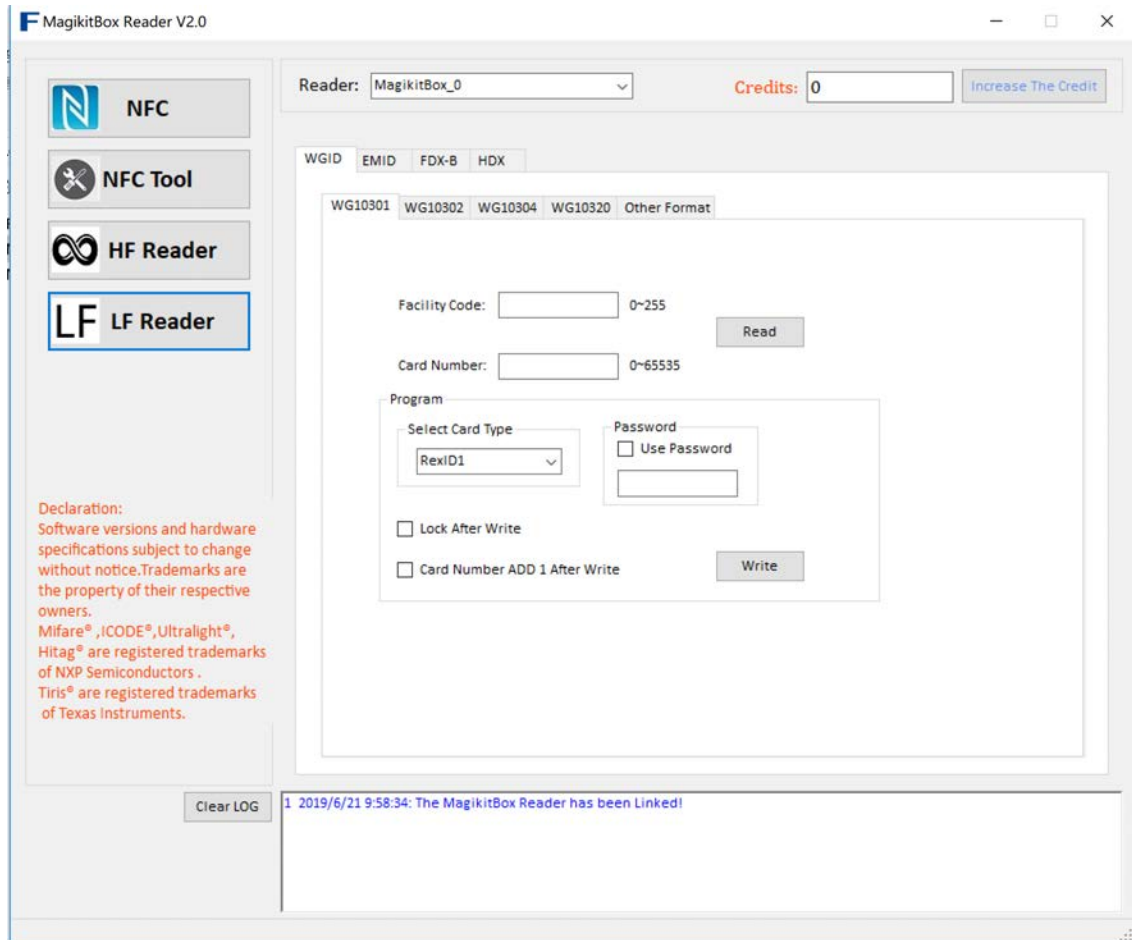 MagikitBox Reader V2.0
NFC
NFC Tool
HF Reader
LF LF Reader
Declaration:
Software versions and hardware
specifications subject to change
without notice.Trademarks are
the property of their respective
owners.
Mifare® ,ICODE®,Ultralight®,
Hitag® are registered trademarks
of NXP Semiconductors .
Tiris® are registered trademarks
of Texas Instruments.
Reader: MagikitBox_0 Credits: 0 Increase The Credit
WGID EMID FDX-B HDX
WG10301 WG10302 WG10304 WG10320 Other Format
Facility Code: 0~255
Read
Card Number: 0~65535
Program
Select Card Type Password
Use Password
RexID1
Lock After Write
Card Number ADD 1 After Write Write
Clear LOG
1 2019/6/21 9:58:34: The MagikitBox Reader has been Linked!